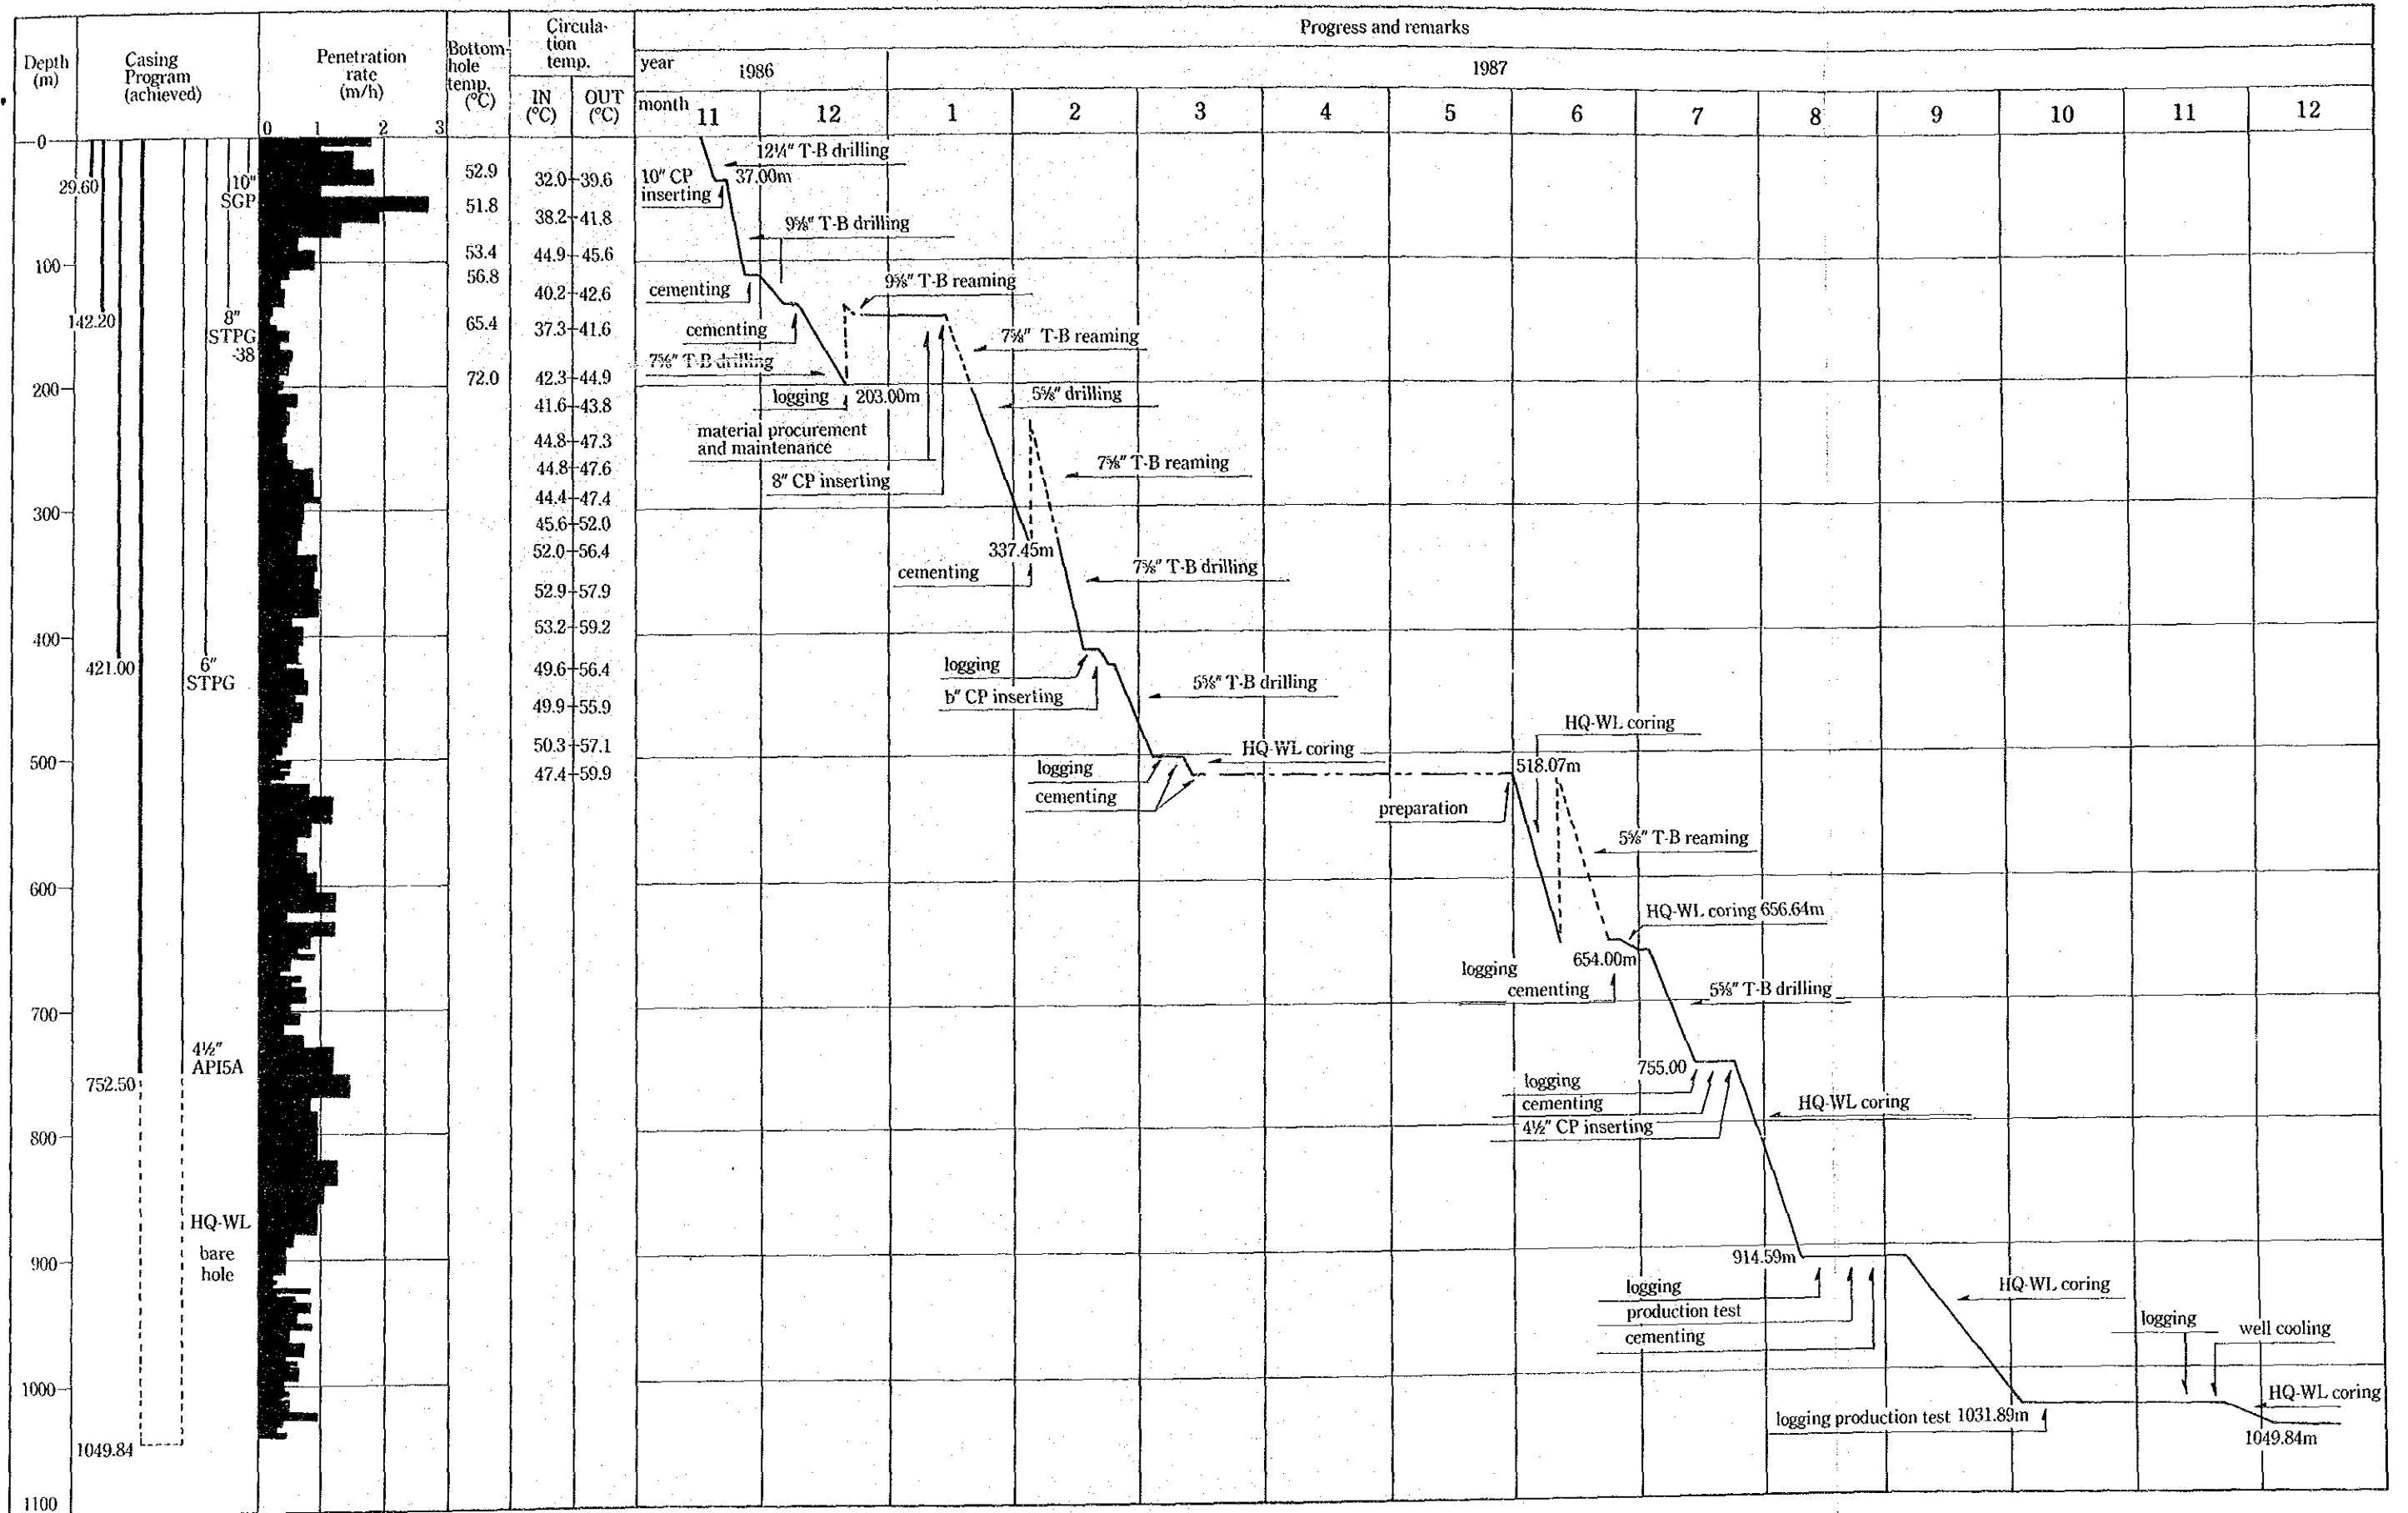 Depth
(m)
Casing
Program
(achieved)
Penetration
rate
(m/h)
0 1 2 3
Bottom-
hole
temp.
(°C)
Circula-
tion
temp.
IN
(°C)
OUT
(°C)
Progress and remarks
year
1986
1987
month
11 12 1 2 3 4 5 6 7 8 9 10 11 12
0
100
200
300
400
500
600
700
800
900
1000
1100
29.60
142.20
421.00
752.50
1049.84
10"
SGP
8"
STPG
-38
6"
STPG
4½"
API5A
HQ-WL
bare
hole
52.9
51.8
53.4
56.8
65.4
72.0
32.0 39.6
38.2 41.8
44.9 45.6
40.2 42.6
37.3 41.6
42.3 44.9
41.6 43.8
44.8 47.3
44.8 47.6
44.4 47.4
45.6 52.0
52.0 56.4
52.9 57.9
53.2 59.2
49.6 56.4
49.9 55.9
50.3 57.1
47.4 59.9
12¼" T-B drilling
10" CP
inserting
37.00m
9⅝" T-B drilling
cementing
9⅝" T-B reaming
cementing
7⅝" T-B reaming
7⅝" T-B drilling
logging
203.00m
5⅝" drilling
material procurement
and maintenance
8" CP inserting
7⅝" T-B reaming
337.45m
cementing
7⅝" T-B drilling
logging
b" CP inserting
5⅝" T-B drilling
HQ-WL coring
HQ-WL coring
logging
cementing
518.07m
preparation
5⅝" T-B reaming
HQ-WL coring 656.64m
654.00m
logging
cementing
5⅝" T-B drilling
755.00
logging
cementing
4½" CP inserting
HQ-WL coring
914.59m
logging
production test
cementing
HQ-WL coring
logging
well cooling
HQ-WL coring
logging production test 1031.89m
1049.84m